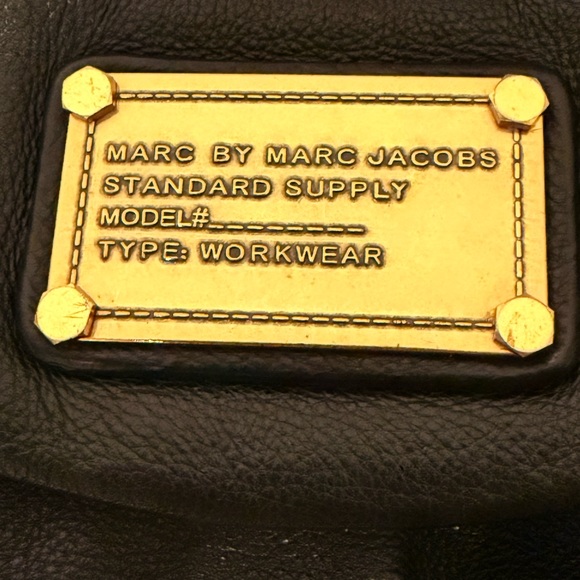 MARC BY MARC JACOBS
STANDARD SUPPLY
MODEL#_________
TYPE: WORKWEAR